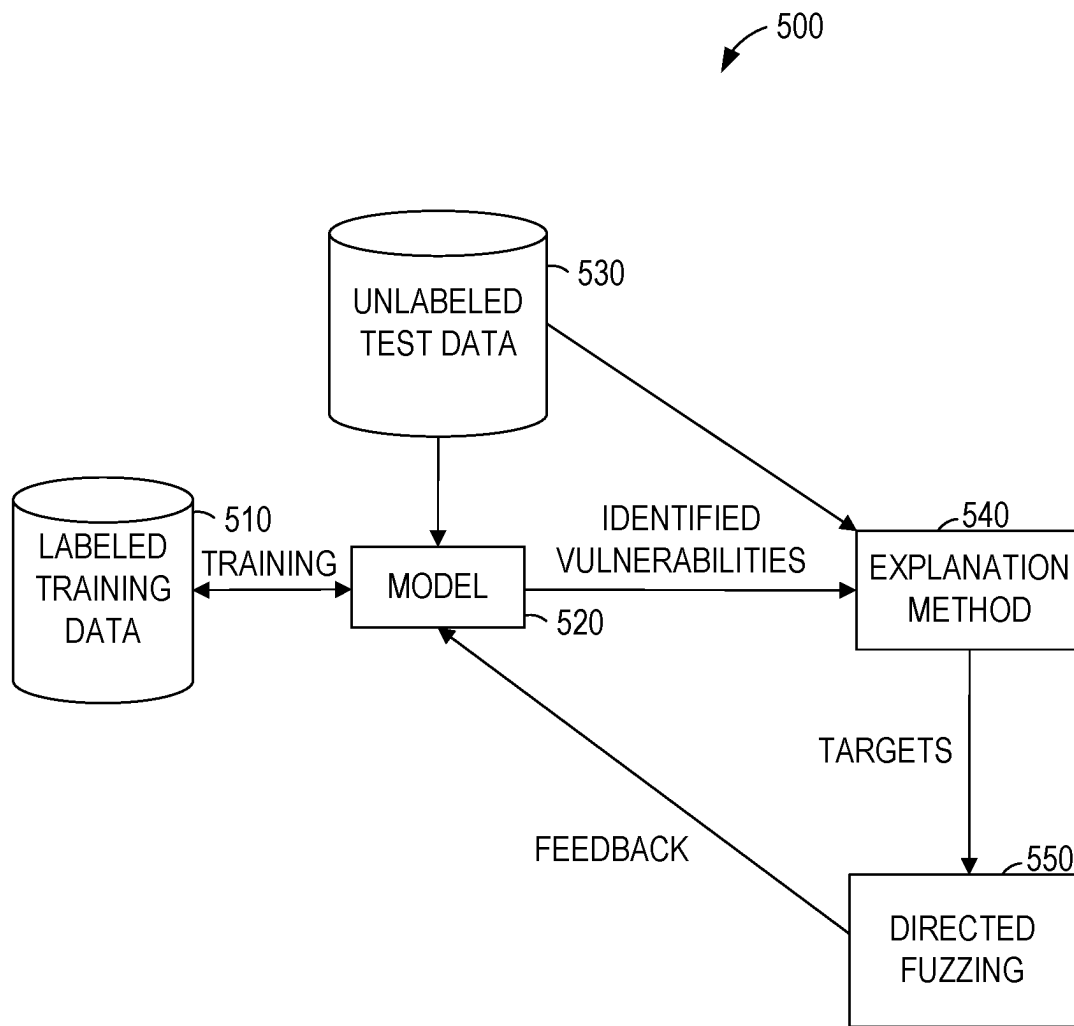 500
UNLABELED
TEST DATA
530
LABELED
TRAINING
DATA
510
TRAINING
MODEL
520
IDENTIFIED
VULNERABILITIES
540
EXPLANATION
METHOD
TARGETS
FEEDBACK
550
DIRECTED
FUZZING